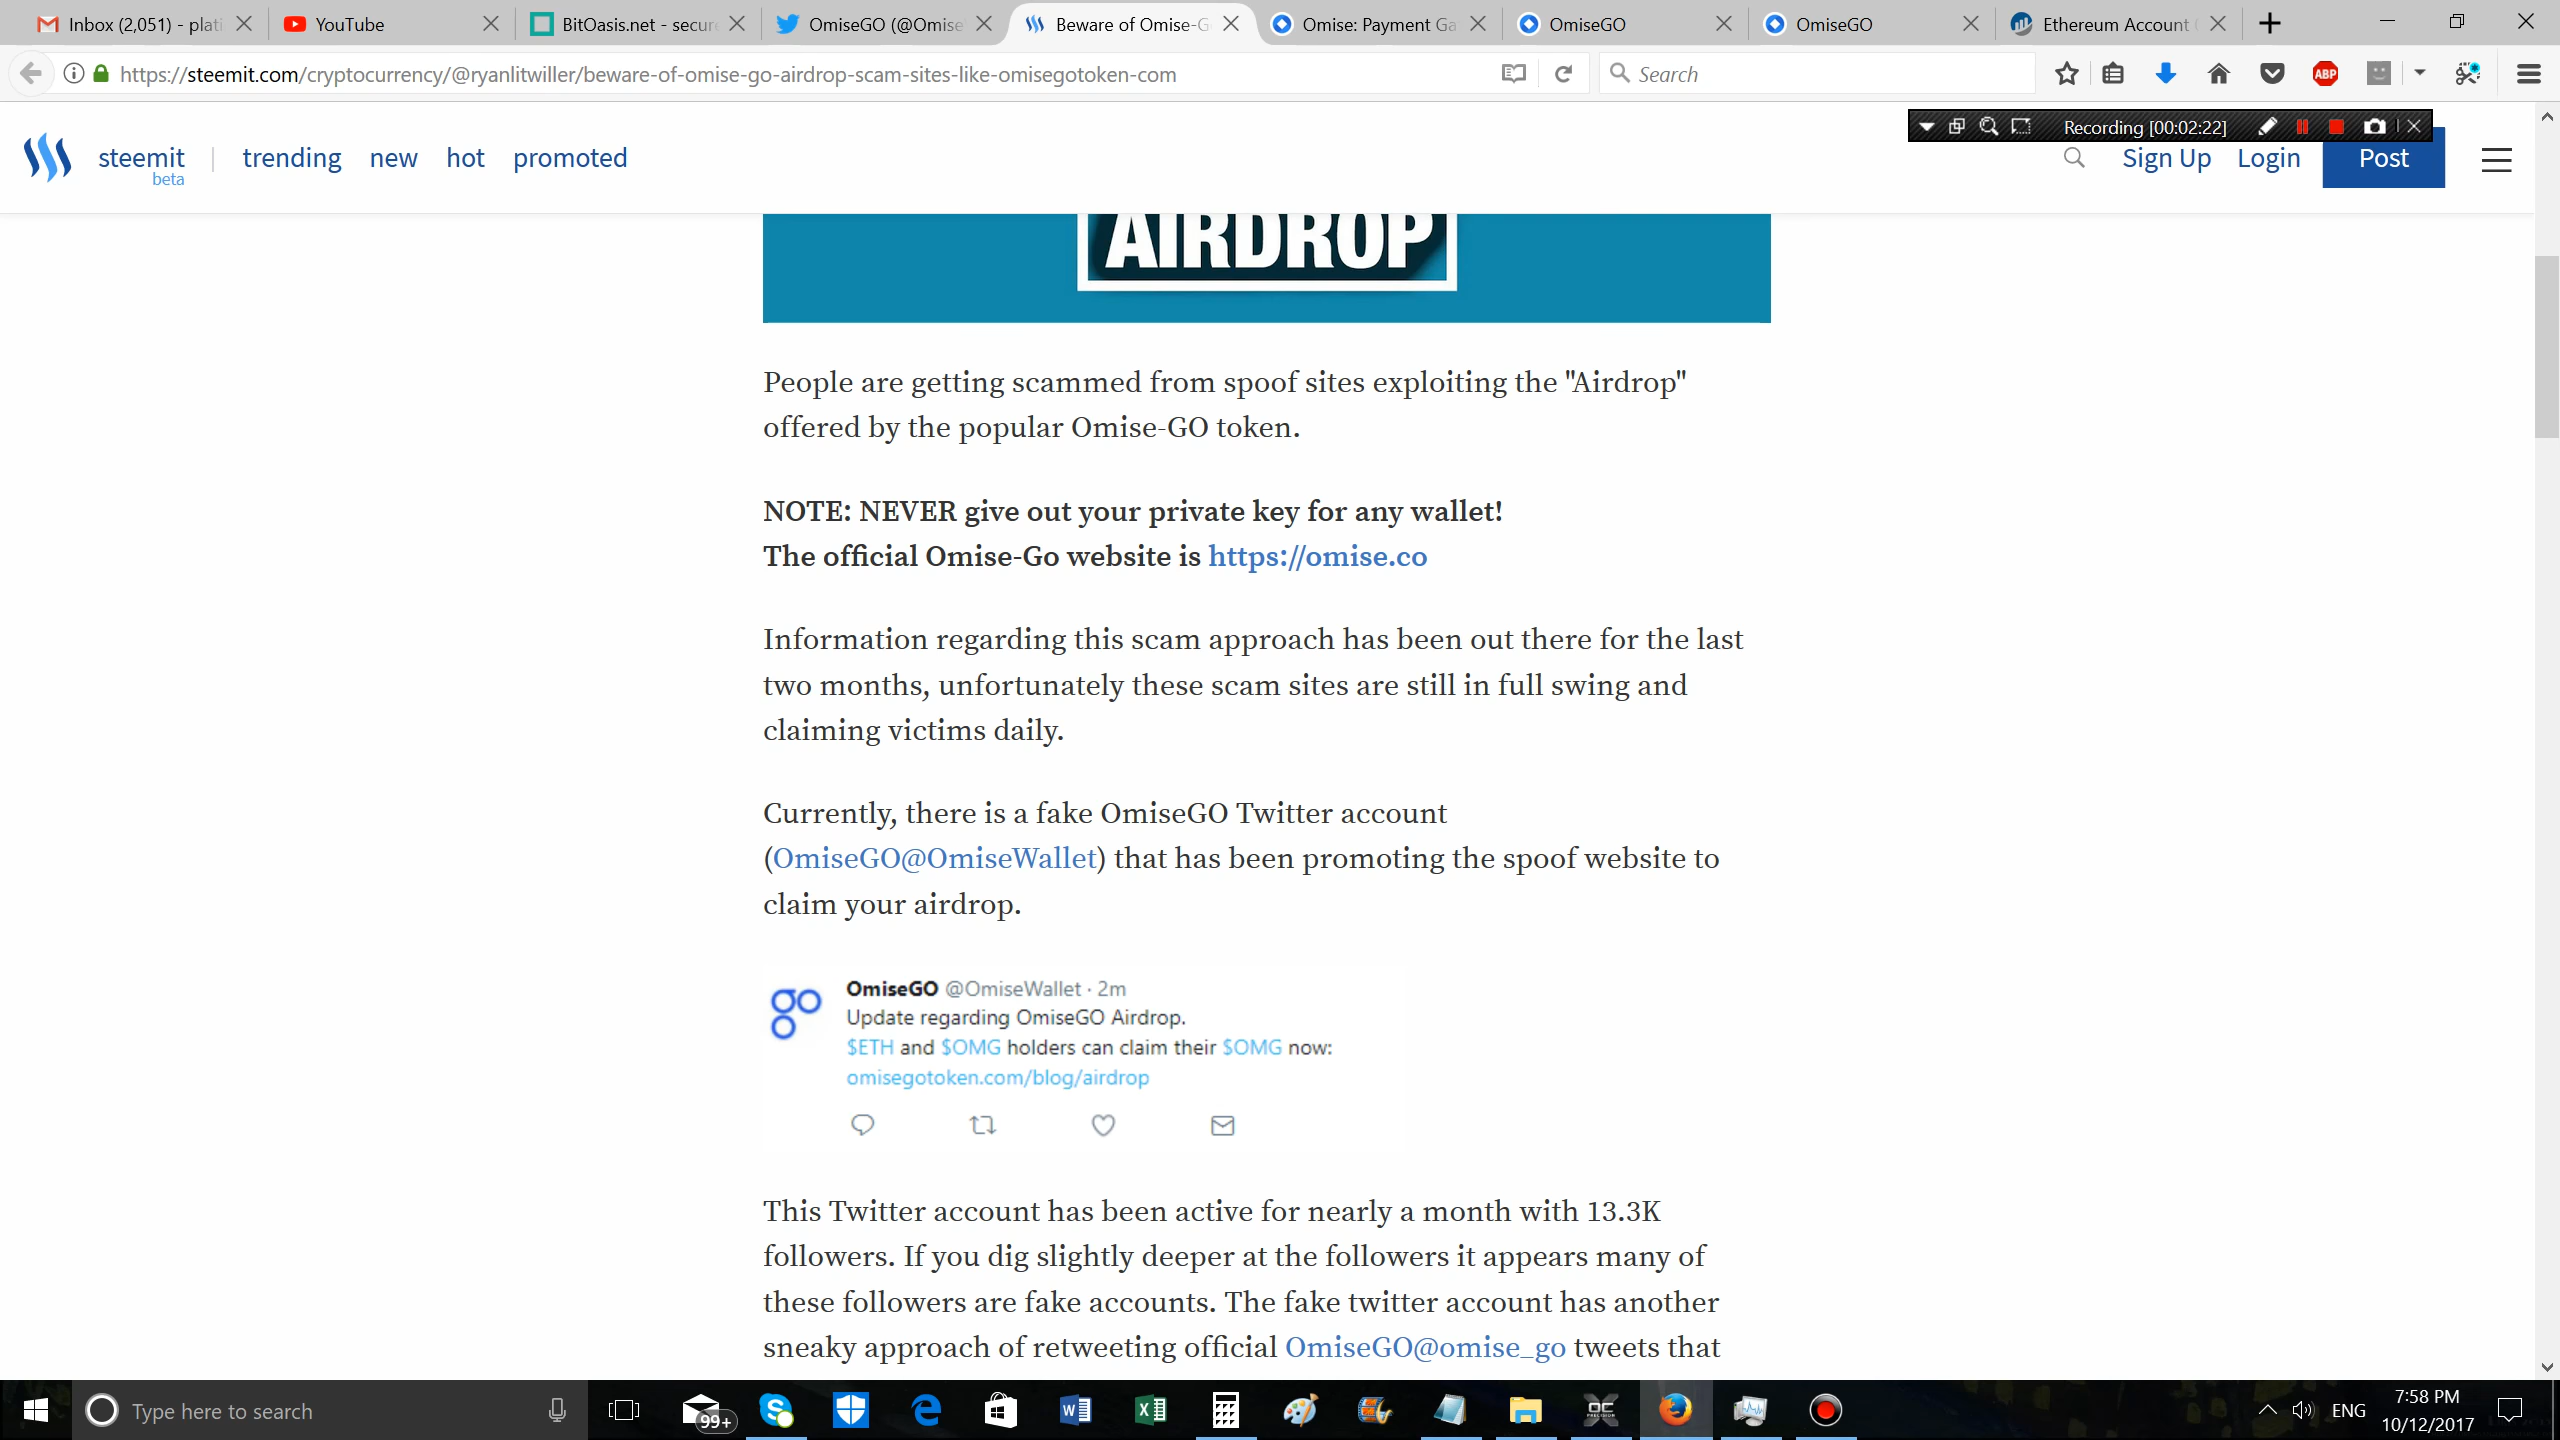 Inbox (2,051) - plati
YouTube
BitOasis.net - secure
OmiseGO (@Omise
Beware of Omise-G
Omise: Payment Ga
OmiseGO
OmiseGO
Ethereum Account
https://steemit.com/cryptocurrency/@ryanlitwiller/beware-of-omise-go-airdrop-scam-sites-like-omisegotoken-com
Search
ABP
Recording [00:02:22]
steemit
beta
trending new hot promoted
Sign Up Login Post
AIRDROP
People are getting scammed from spoof sites exploiting the "Airdrop"
offered by the popular Omise-GO token.
NOTE: NEVER give out your private key for any wallet!
The official Omise-Go website is https://omise.co
Information regarding this scam approach has been out there for the last
two months, unfortunately these scam sites are still in full swing and
claiming victims daily.
Currently, there is a fake OmiseGO Twitter account
(OmiseGO@OmiseWallet) that has been promoting the spoof website to
claim your airdrop.
go
OmiseGO @OmiseWallet · 2m
Update regarding OmiseGO Airdrop.
$ETH and $OMG holders can claim their $OMG now:
omisegotoken.com/blog/airdrop
This Twitter account has been active for nearly a month with 13.3K
followers. If you dig slightly deeper at the followers it appears many of
these followers are fake accounts. The fake twitter account has another
sneaky approach of retweeting official OmiseGO@omise_go tweets that
Type here to search
99+
ENG
7:58 PM
10/12/2017